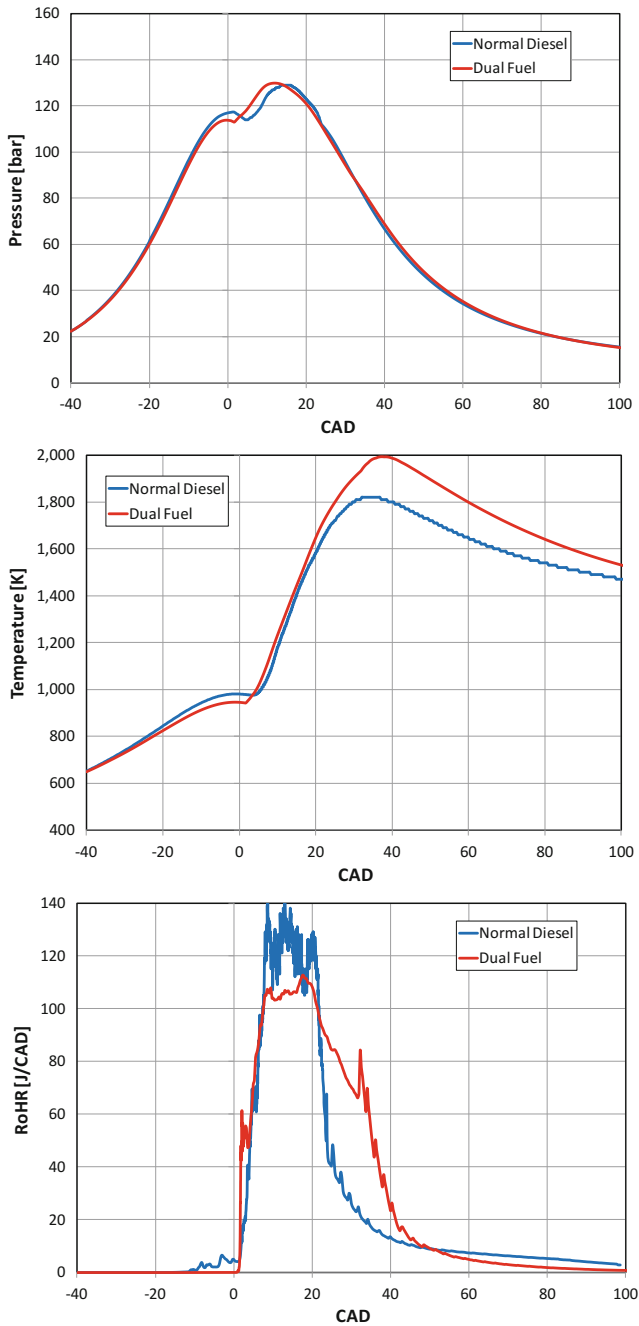 160
140
120
100
80
60
40
20
0
Pressure [bar]
Normal Diesel
Dual Fuel
-40 -20 0 20 40 60 80 100
CAD
2,000
1,800
1,600
1,400
1,200
1,000
800
600
400
Temperature [K]
Normal Diesel
Dual Fuel
-40 -20 0 20 40 60 80 100
CAD
140
120
100
80
60
40
20
0
RoHR [J/CAD]
Normal Diesel
Dual Fuel
-40 -20 0 20 40 60 80 100
CAD